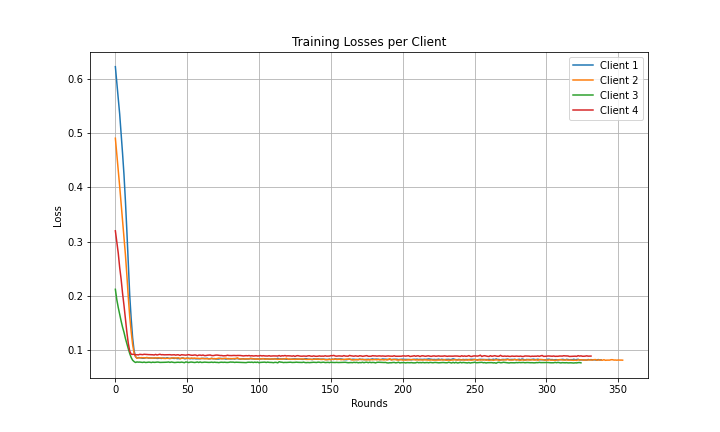 Training Losses per Client
Client 1
Client 2
Client 3
Client 4
Loss
0.6
0.5
0.4
0.3
0.2
0.1
0 50 100 150 200 250 300 350
Rounds